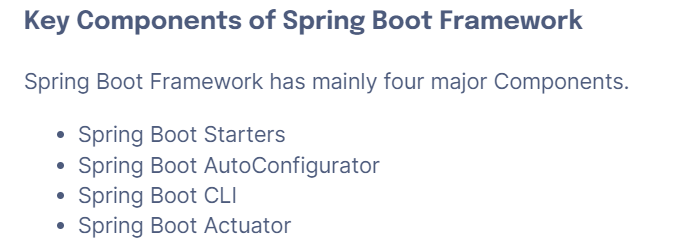 Key Components of Spring Boot Framework
Spring Boot Framework has mainly four major Components.
• Spring Boot Starters
• Spring Boot AutoConfigurator
• Spring Boot CLI
• Spring Boot Actuator